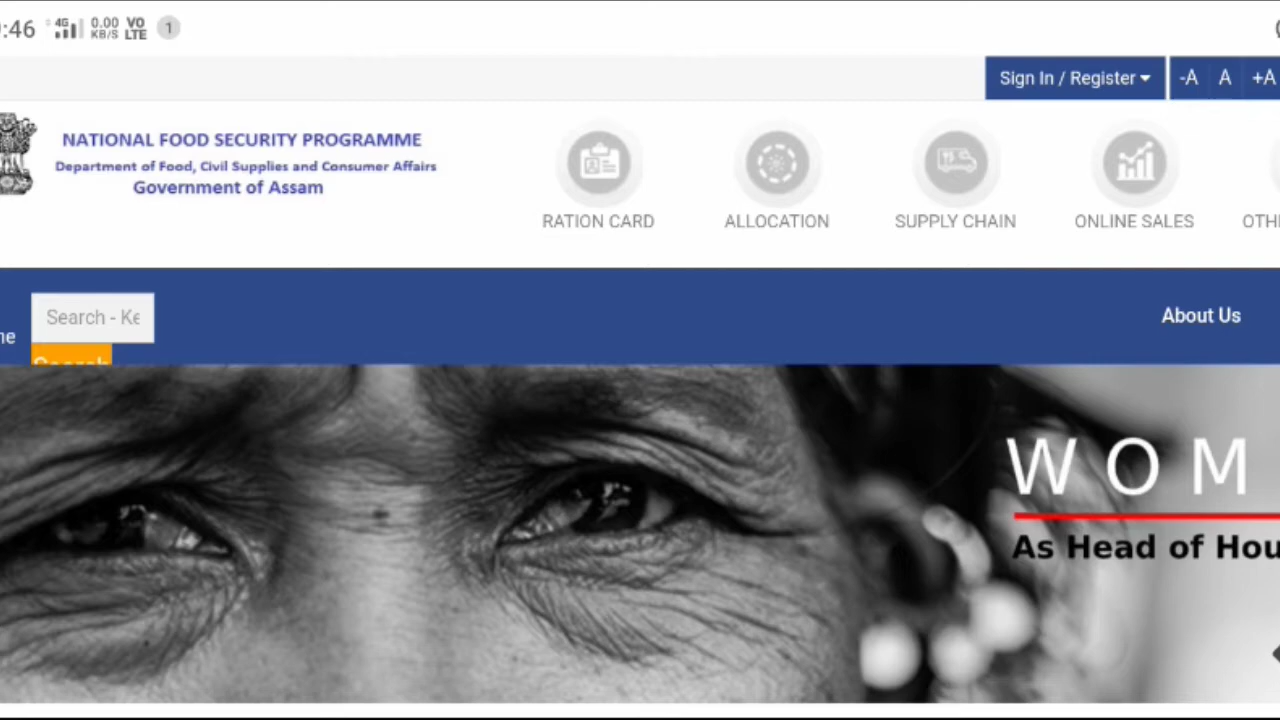 :46 4G 0.00 KB/S VO LTE 1
Sign In / Register -A A +A
NATIONAL FOOD SECURITY PROGRAMME
Department of Food, Civil Supplies and Consumer Affairs
Government of Assam
RATION CARD ALLOCATION SUPPLY CHAIN ONLINE SALES OTH
Search - Ke
About Us
ne
Search
WOM
As Head of Hou